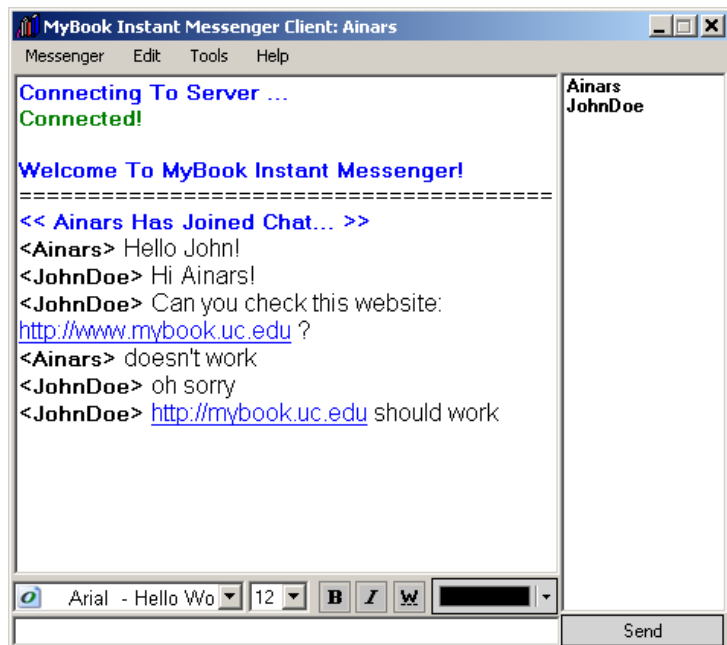 MyBook Instant Messenger Client: Ainars
Messenger Edit Tools Help
Connecting To Server ...
Connected!
Welcome To MyBook Instant Messenger!
=======================================
<< Ainars Has Joined Chat... >>
<Ainars> Hello John!
<JohnDoe> Hi Ainars!
<JohnDoe> Can you check this website:
http://www.mybook.uc.edu ?
<Ainars> doesn't work
<JohnDoe> oh sorry
<JohnDoe> http://mybook.uc.edu should work
Ainars
JohnDoe
Arial - Hello Wo 12 B I W
Send